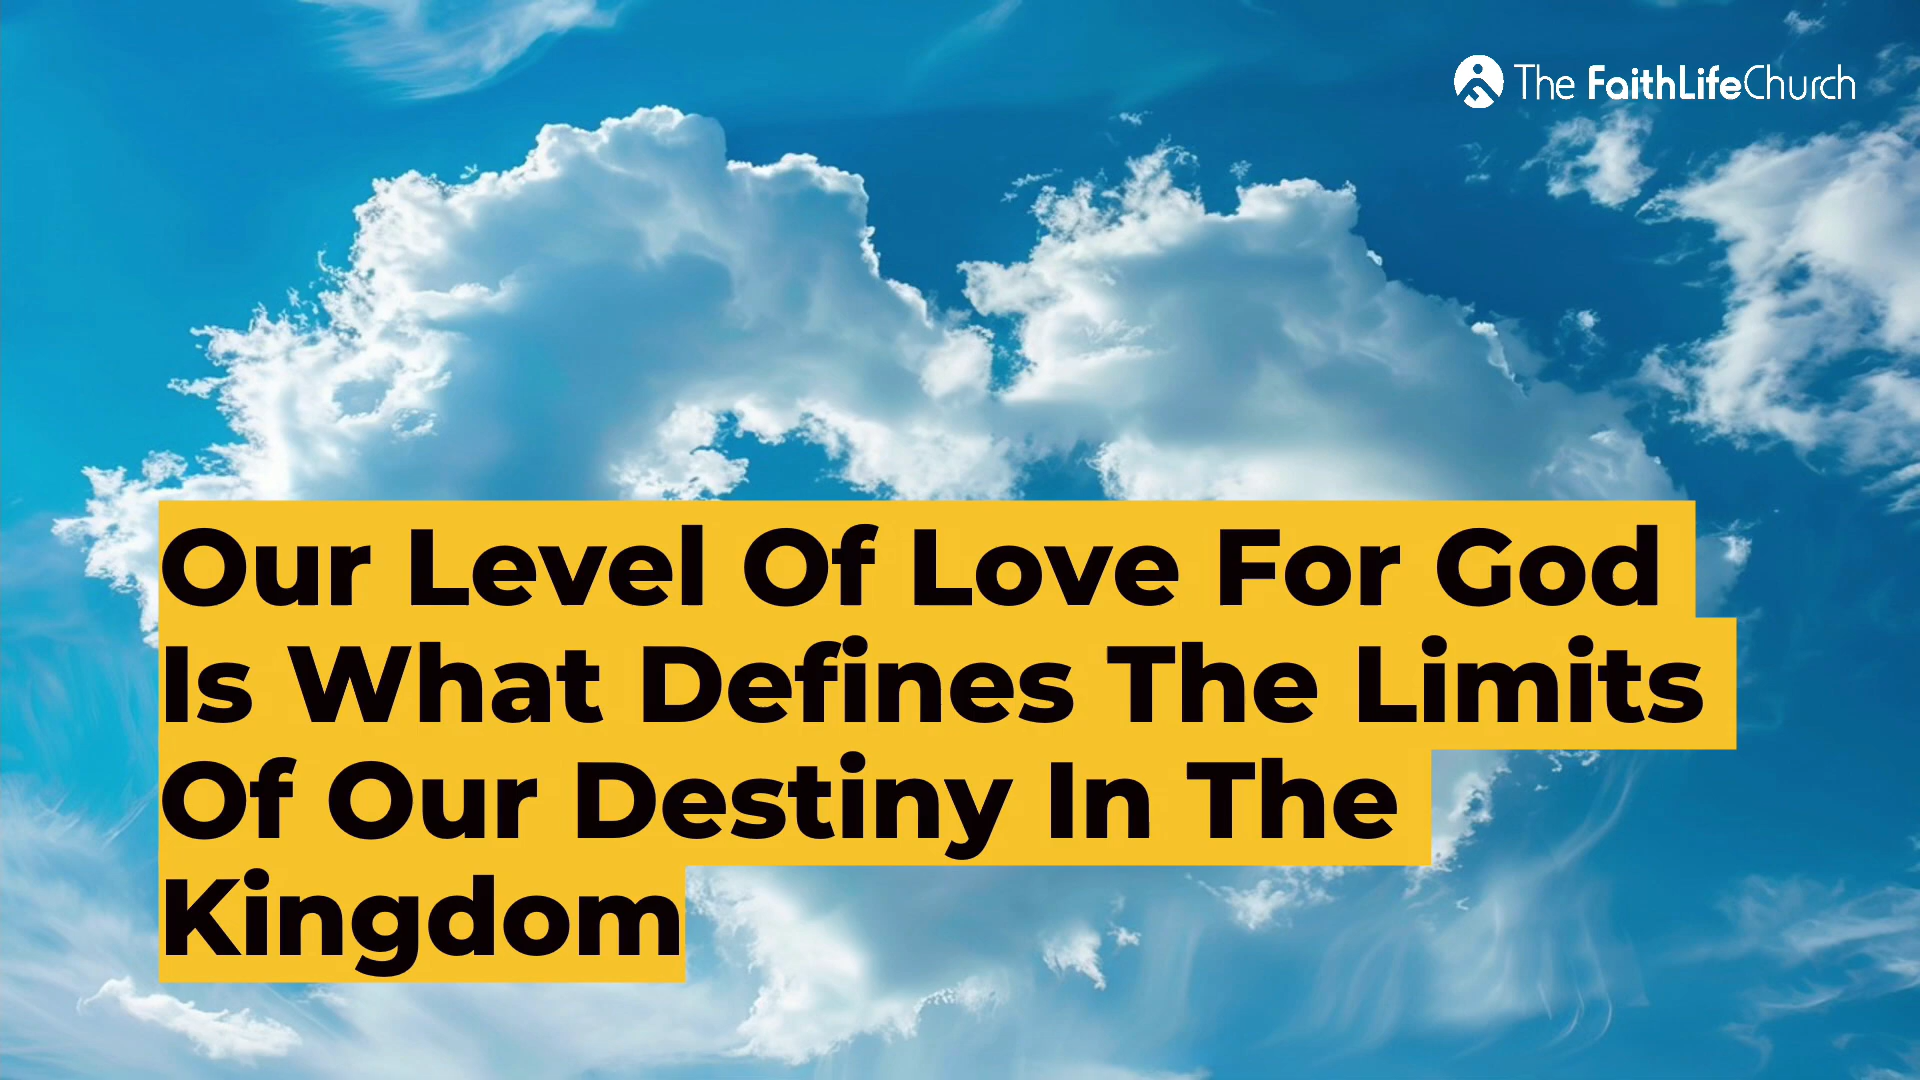 The FaithLifeChurch
Our Level Of Love For God
Is What Defines The Limits
Of Our Destiny In The
Kingdom